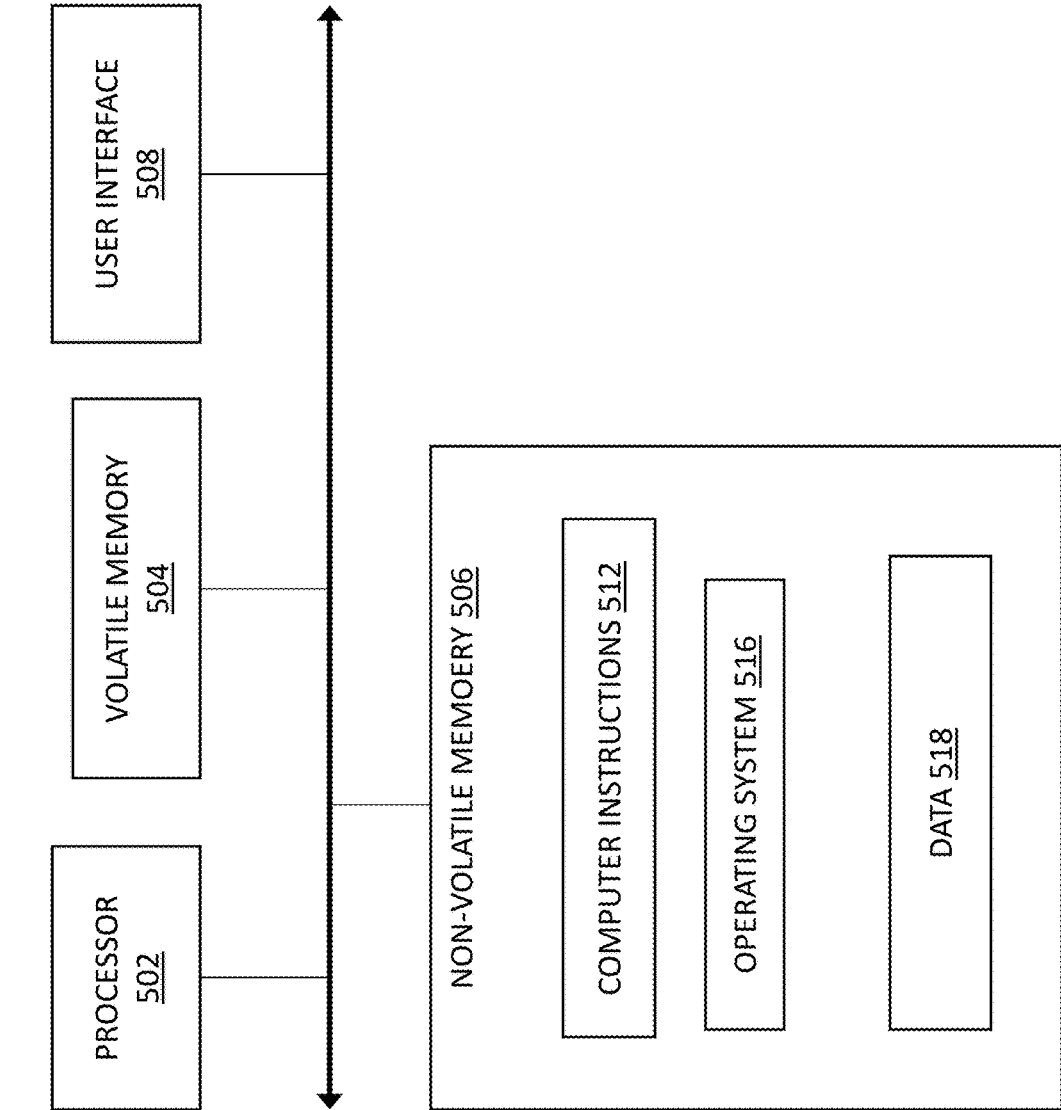 PROCESSOR
502
VOLATILE MEMORY
504
USER INTERFACE
508
NON-VOLATILE MEMOERY 506
COMPUTER INSTRUCTIONS 512
OPERATING SYSTEM 516
DATA 518